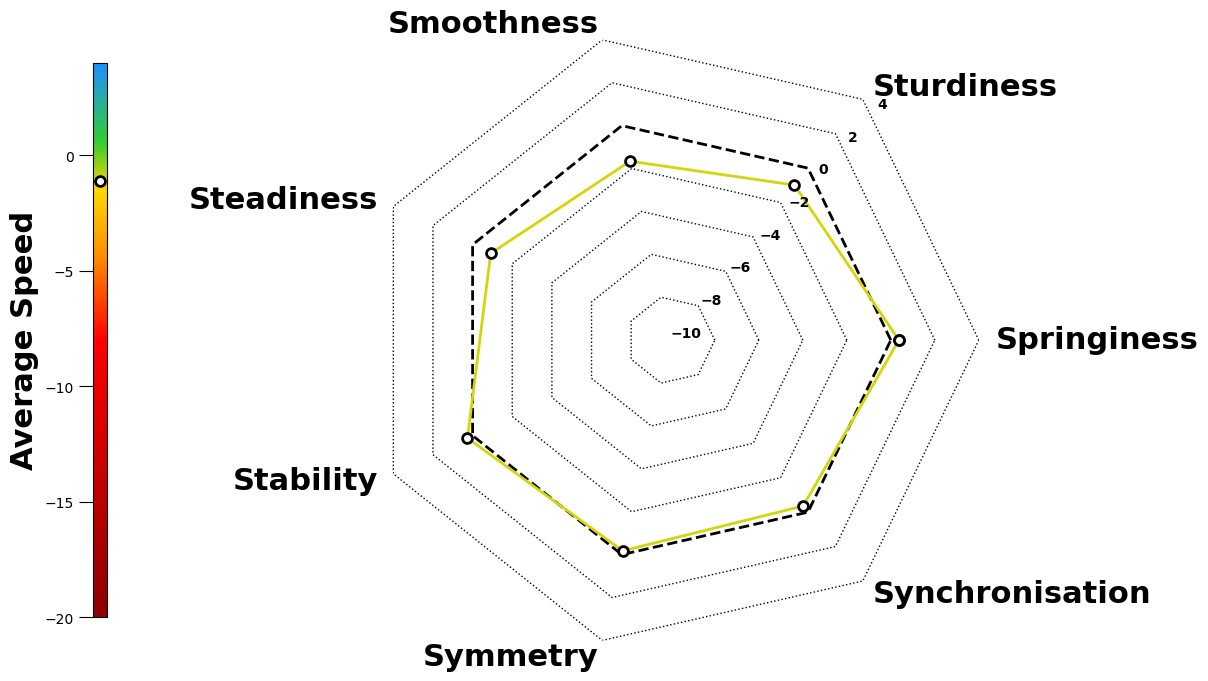 Smoothness
Sturdiness
4
2
0
−2
−4
−6
−8
−10
Steadiness
Springiness
Stability
Synchronisation
Symmetry
Average Speed
0
−5
−10
−15
−20